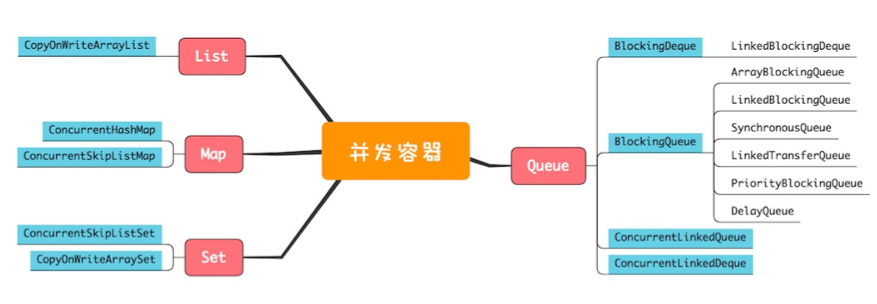 并发容器
List
CopyOnWriteArrayList
Map
ConcurrentHashMap
ConcurrentSkipListMap
Set
ConcurrentSkipListSet
CopyOnWriteArraySet
Queue
BlockingDeque
LinkedBlockingDeque
BlockingQueue
ArrayBlockingQueue
LinkedBlockingQueue
SynchronousQueue
LinkedTransferQueue
PriorityBlockingQueue
DelayQueue
ConcurrentLinkedQueue
ConcurrentLinkedDeque